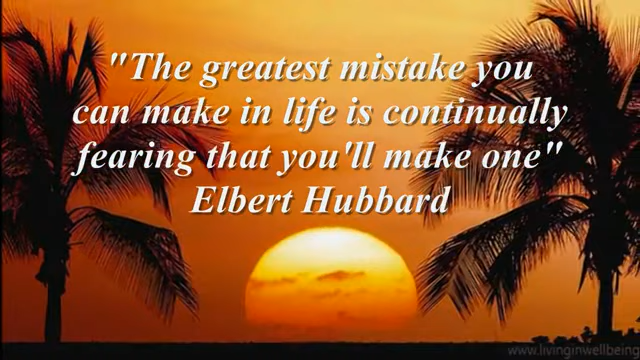 "The greatest mistake you
can make in life is continually
fearing that you'll make one"
Elbert Hubbard
www.livinginwellbeing